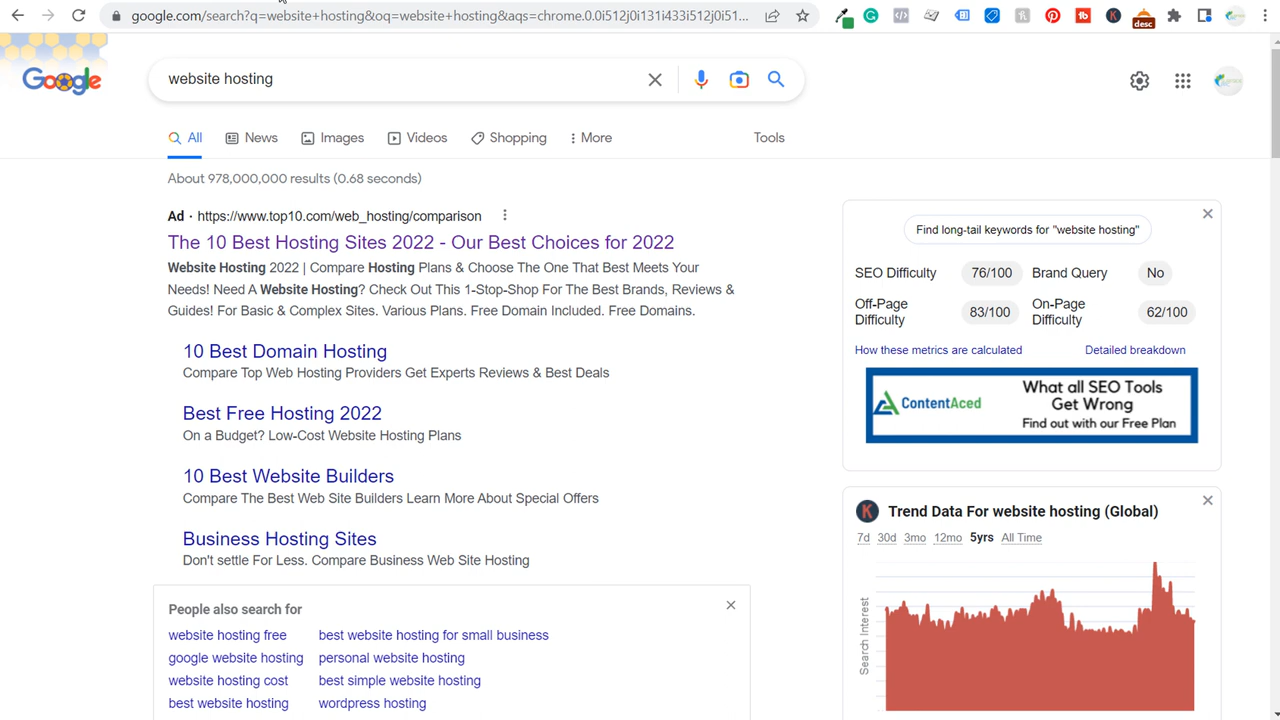 google.com/search?q=website+hosting&oq=website+hosting&aqs=chrome.0.0i512j0i131i433i512j0i51...
desc
Google
website hosting
All
News
Images
Videos
Shopping
More
Tools
About 978,000,000 results (0.68 seconds)
Ad · https://www.top10.com/web_hosting/comparison
The 10 Best Hosting Sites 2022 - Our Best Choices for 2022
Website Hosting 2022 | Compare Hosting Plans & Choose The One That Best Meets Your
Needs! Need A Website Hosting? Check Out This 1-Stop-Shop For The Best Brands, Reviews &
Guides! For Basic & Complex Sites. Various Plans. Free Domain Included. Free Domains.
10 Best Domain Hosting
Compare Top Web Hosting Providers Get Experts Reviews & Best Deals
Best Free Hosting 2022
On a Budget? Low-Cost Website Hosting Plans
10 Best Website Builders
Compare The Best Web Site Builders Learn More About Special Offers
Business Hosting Sites
Don't settle For Less. Compare Business Web Site Hosting
People also search for
website hosting free
best website hosting for small business
google website hosting
personal website hosting
website hosting cost
best simple website hosting
best website hosting
wordpress hosting
Find long-tail keywords for "website hosting"
SEO Difficulty
76/100
Brand Query
No
Off-Page
Difficulty
83/100
On-Page
Difficulty
62/100
How these metrics are calculated
Detailed breakdown
ContentAced
What all SEO Tools
Get Wrong
Find out with our Free Plan
K
Trend Data For website hosting (Global)
7d
30d
3mo
12mo
5yrs
All Time
Search Interest